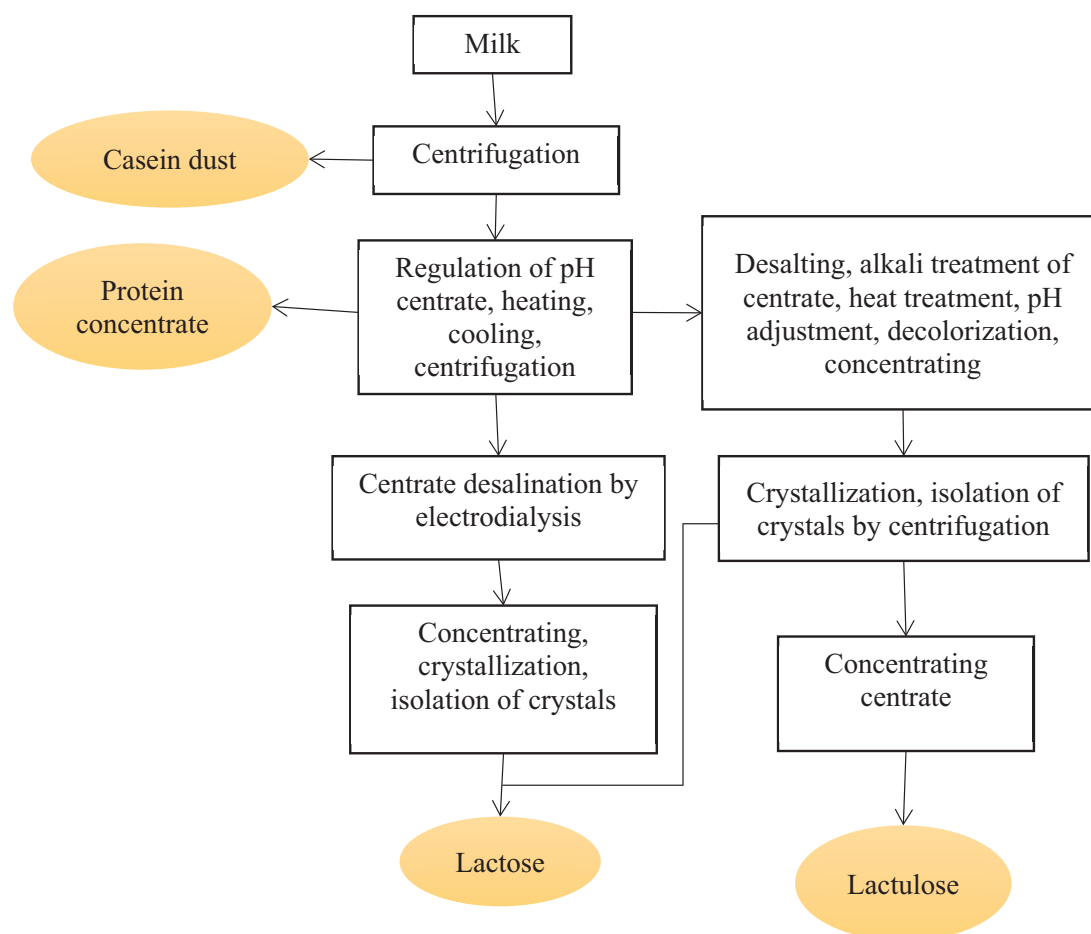 Milk
Casein dust
Centrifugation
Protein
concentrate
Regulation of pH
centrate, heating,
cooling,
centrifugation
Desalting, alkali treatment of
centrate, heat treatment, pH
adjustment, decolorization,
concentrating
Centrate desalination by
electrodialysis
Crystallization, isolation of
crystals by centrifugation
Concentrating,
crystallization,
isolation of crystals
Concentrating
centrate
Lactose
Lactulose